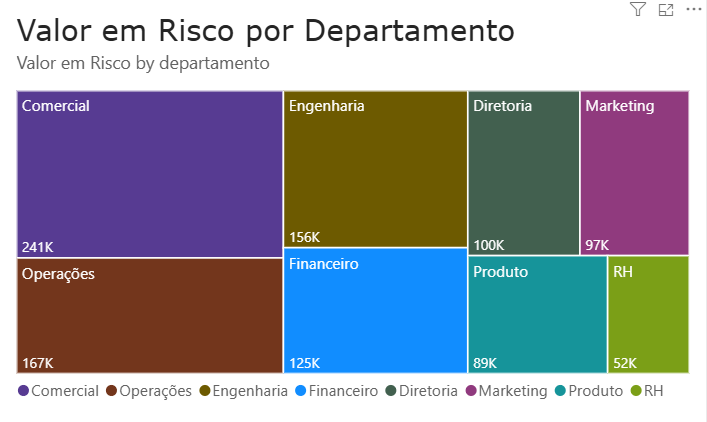 Valor em Risco por Departamento
Valor em Risco by departamento
Comercial
241K
Operações
167K
Engenharia
156K
Financeiro
125K
Diretoria
100K
Marketing
97K
Produto
89K
RH
52K
Comercial Operações Engenharia Financeiro Diretoria Marketing Produto RH